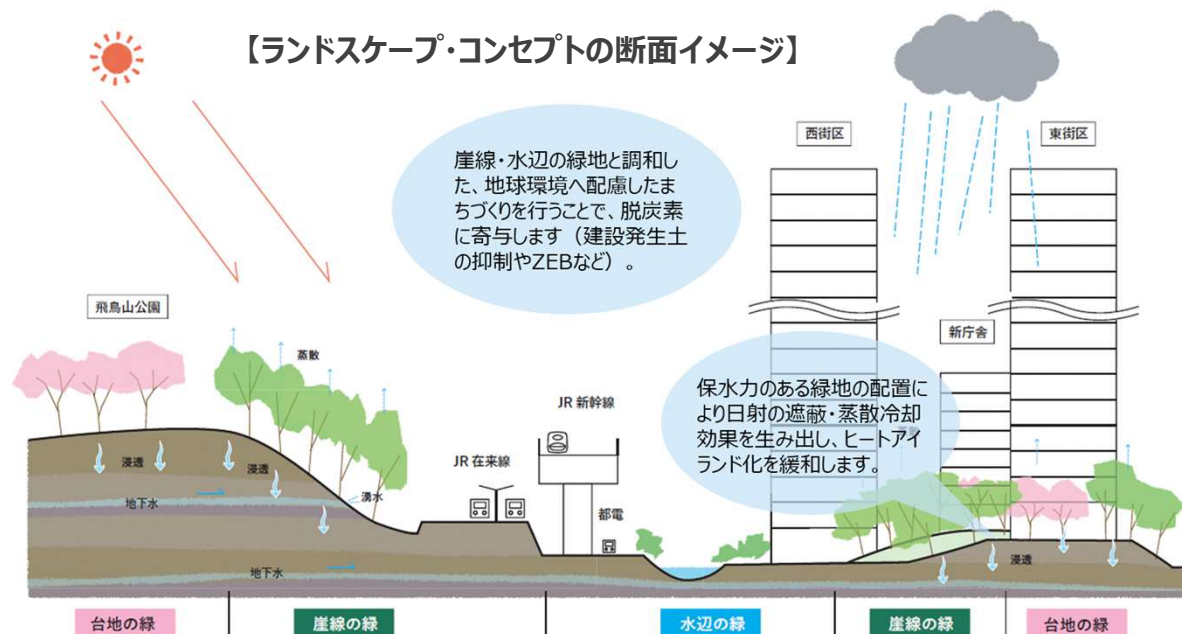 【ランドスケープ・コンセプトの断面イメージ】
西街区
東街区
崖線・水辺の緑地と調和し
た、地球環境へ配慮したま
ちづくりを行うことで、脱炭素
に寄与します（建設発生土
の抑制やZEBなど）。
飛鳥山公園
新庁舎
蒸散
保水力のある緑地の配置に
より日射の遮蔽・蒸散冷却
効果を生み出し、ヒートアイ
ランド化を緩和します。
JR 新幹線
JR 在来線
都電
浸透
浸透
湧水
地下水
浸透
地下水
台地の緑
崖線の緑
水辺の緑
崖線の緑
台地の緑